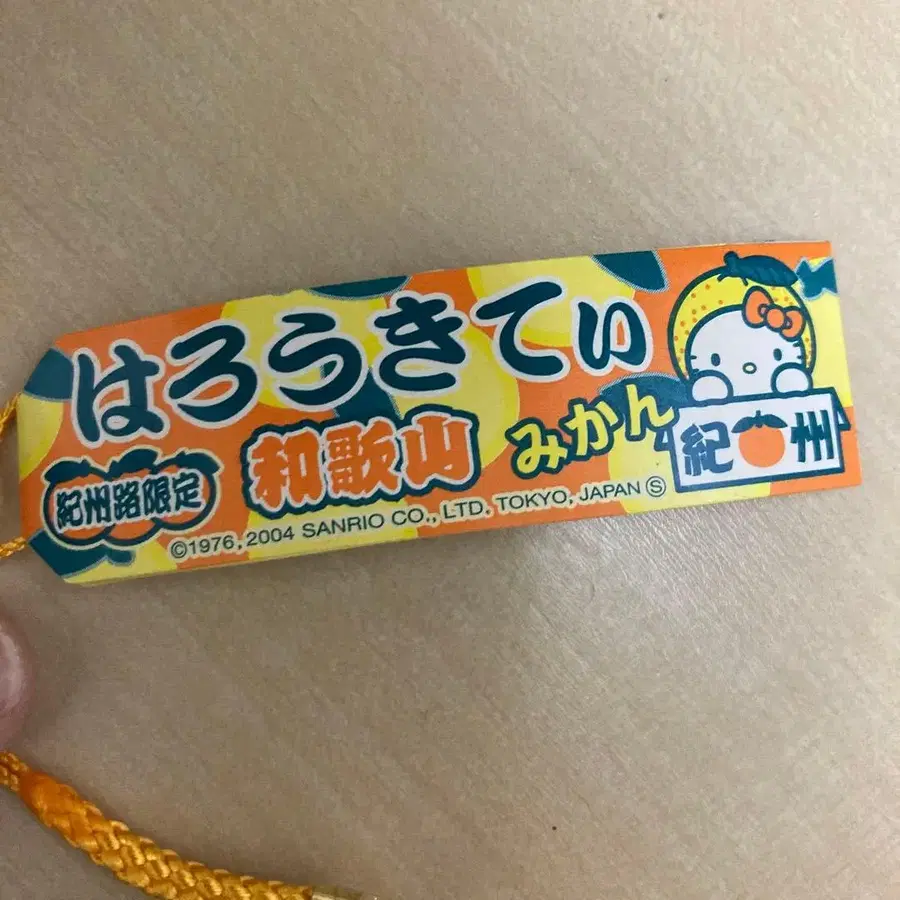 はろうきてぃ
紀州路限定
和歌山
みかん
紀州
©1976, 2004 SANRIO CO., LTD, TOKYO, JAPAN Ⓢ